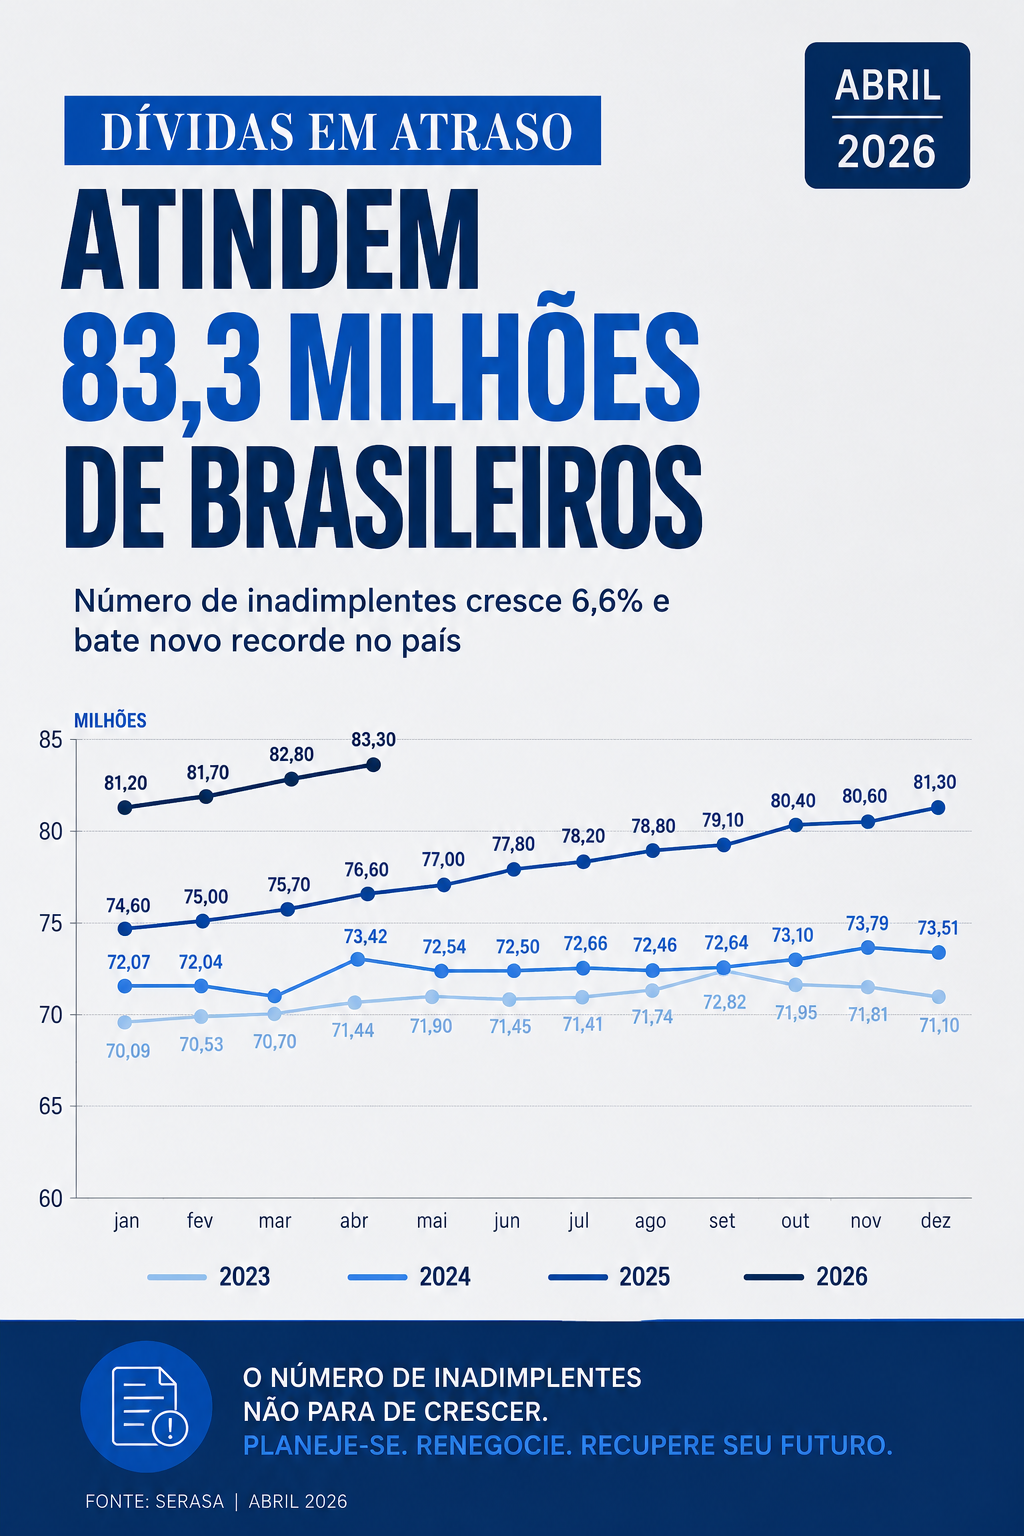 ABRIL
2026
DÍVIDAS EM ATRASO
ATINDEM
83,3 MILHÕES
DE BRASILEIROS
Número de inadimplentes cresce 6,6% e
bate novo recorde no país
MILHÕES
85
81,20 81,70 82,80 83,30
80
74,60 75,00 75,70 76,60 77,00 77,80 78,20 78,80 79,10 80,40 80,60 81,30
75
72,07 72,04 73,42 72,54 72,50 72,66 72,46 72,64 73,10 73,79 73,51
70
70,09 70,53 70,70 71,44 71,90 71,45 71,41 71,74 72,82 71,95 71,81 71,10
65
60
jan fev mar abr mai jun jul ago set out nov dez
2023 2024 2025 2026
O NÚMERO DE INADIMPLENTES
NÃO PARA DE CRESCER.
PLANEJE-SE. RENEGOCIE. RECUPERE SEU FUTURO.
FONTE: SERASA | ABRIL 2026